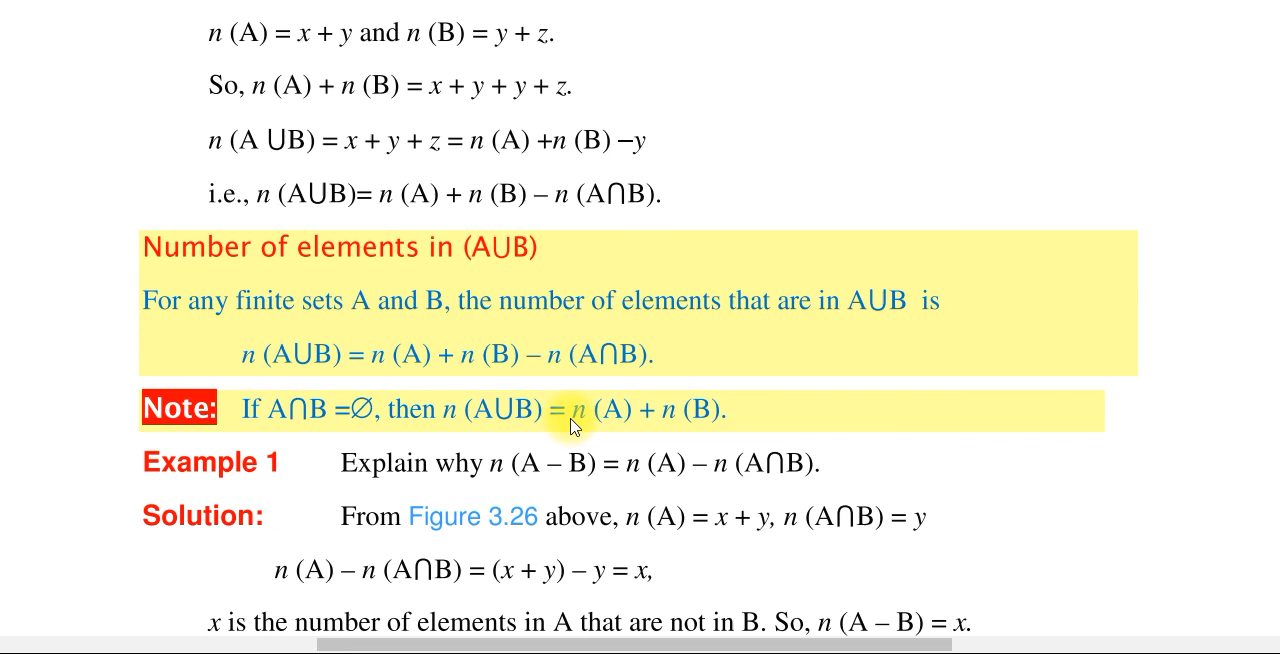 n (A) = x + y and n (B) = y + z.
So, n (A) + n (B) = x + y + y + z.
n (A ∪B) = x + y + z = n (A) +n (B) –y
i.e., n (A∪B)= n (A) + n (B) – n (A∩B).
Number of elements in (A∪B)
For any finite sets A and B, the number of elements that are in A∪B is
n (A∪B) = n (A) + n (B) – n (A∩B).
Note: If A∩B =∅, then n (A∪B) = n (A) + n (B).
Example 1 Explain why n (A – B) = n (A) – n (A∩B).
Solution: From Figure 3.26 above, n (A) = x + y, n (A∩B) = y
n (A) – n (A∩B) = (x + y) – y = x,
x is the number of elements in A that are not in B. So, n (A – B) = x.